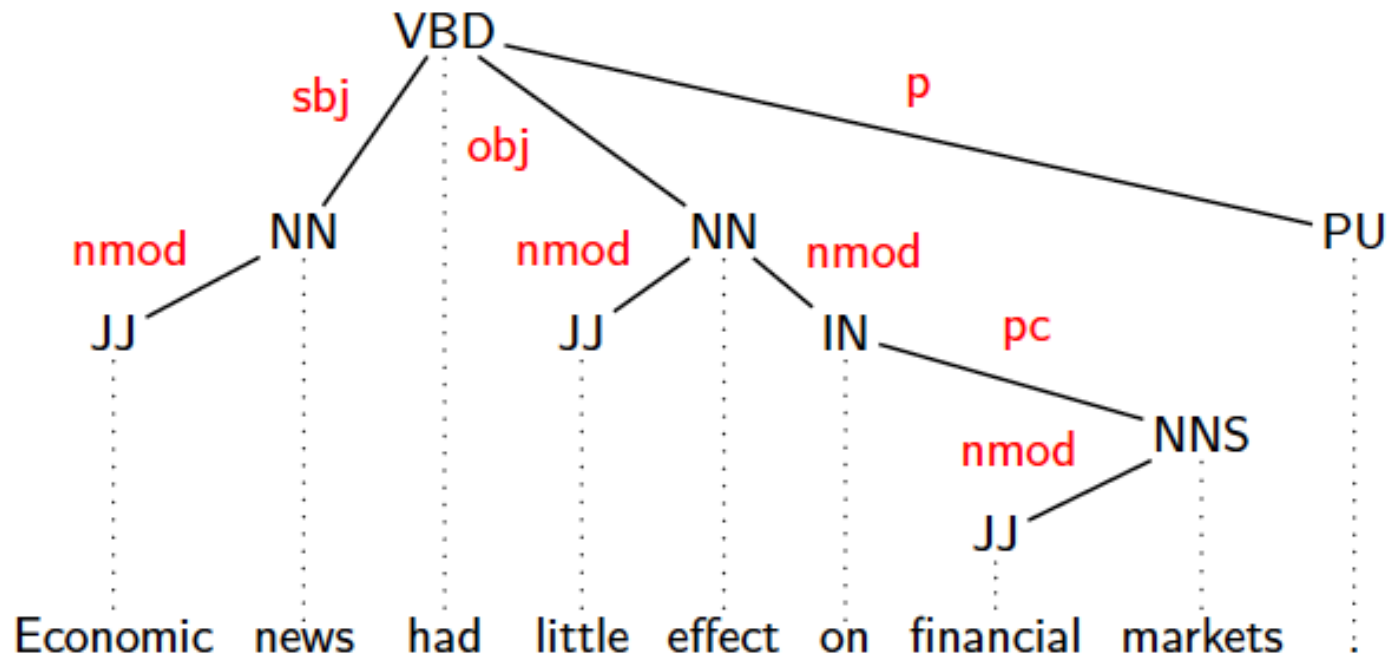 VBD
sbj p
obj
nmod NN nmod NN nmod PU
JJ JJ IN pc
nmod NNS
JJ
Economic news had little effect on financial markets .